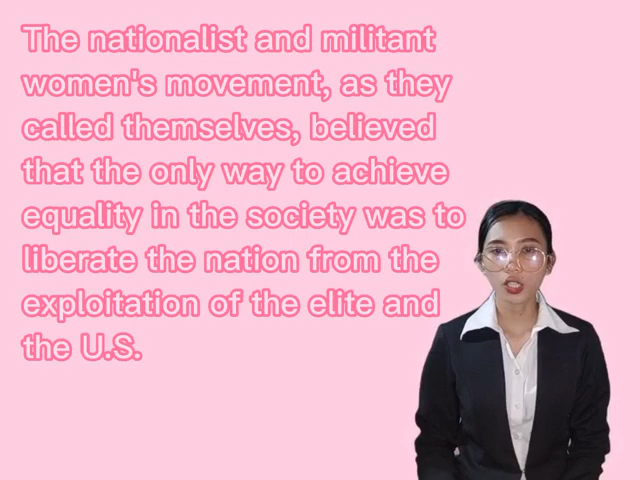 The nationalist and militant
women's movement, as they
called themselves, believed
that the only way to achieve
equality in the society was to
liberate the nation from the
exploitation of the elite and
the U.S.